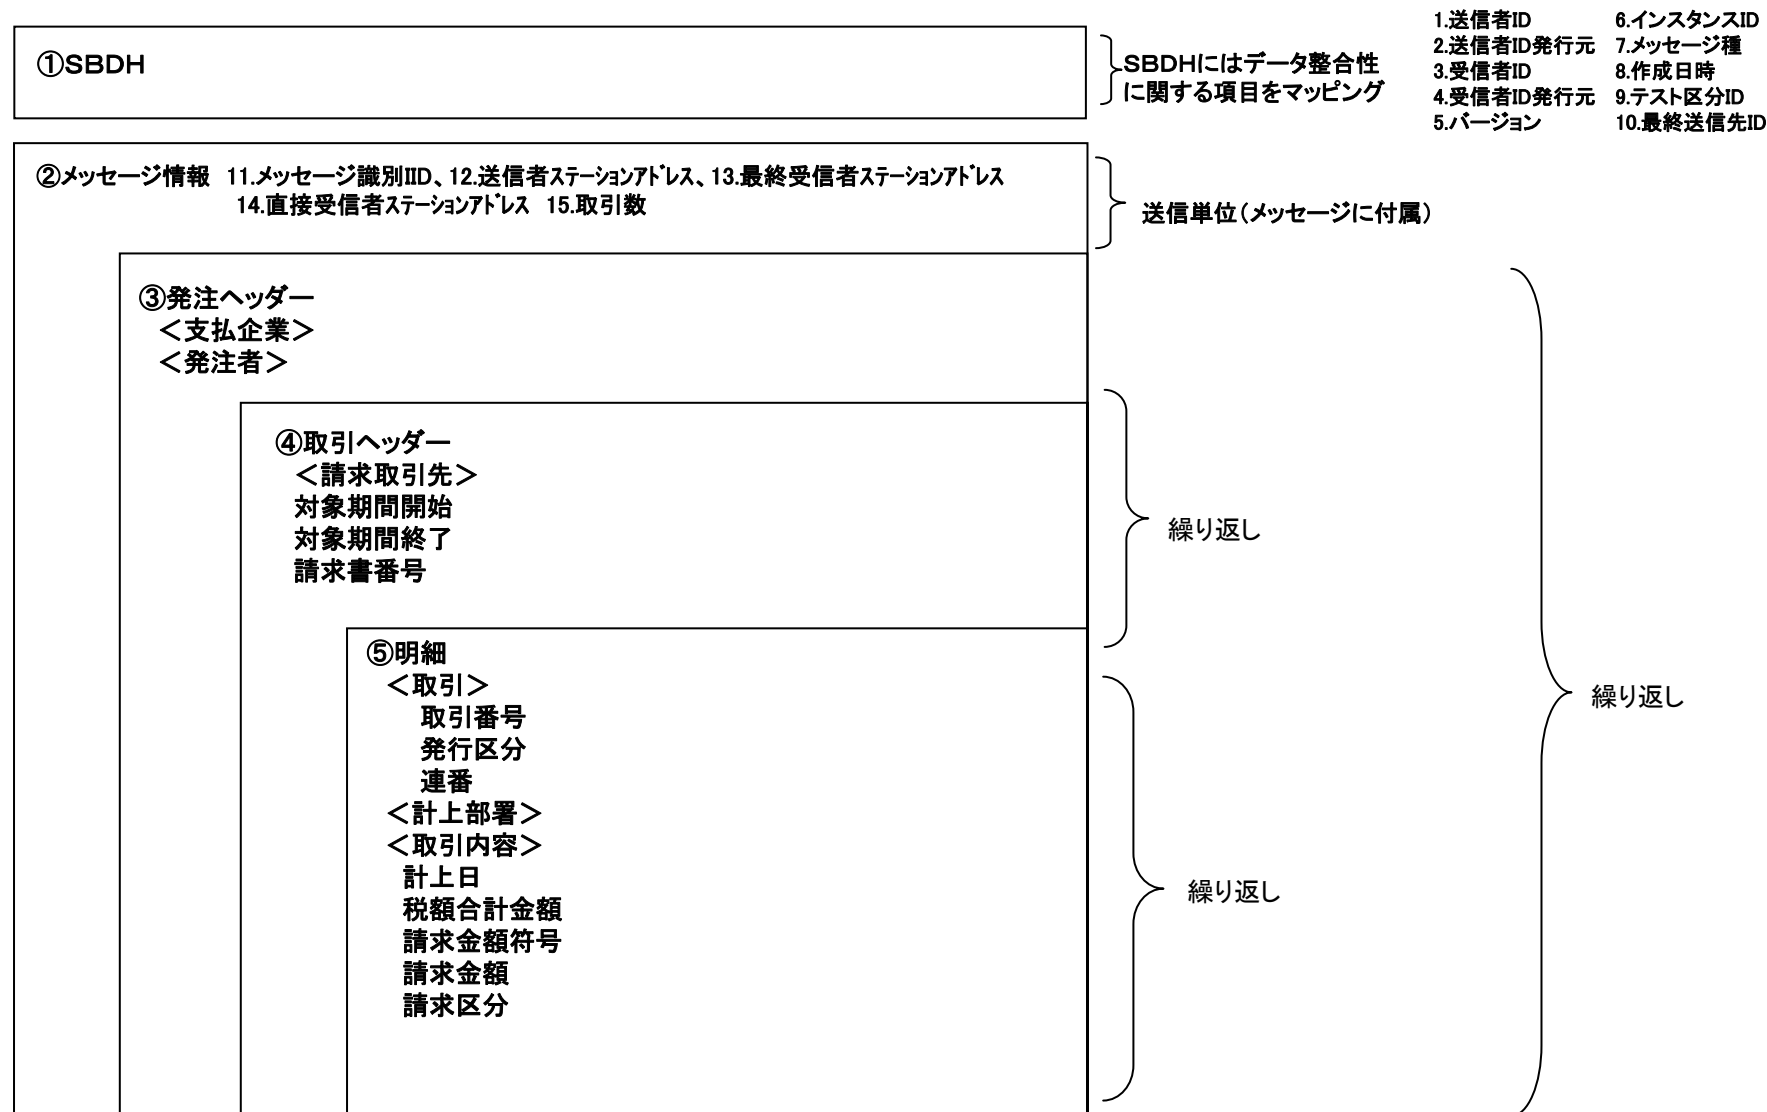 ①SBDH
SBDHにはデータ整合性
に関する項目をマッピング
1.送信者ID
2.送信者ID発行元
3.受信者ID
4.受信者ID発行元
5.バージョン
6.インスタンスID
7.メッセージ種
8.作成日時
9.テスト区分ID
10.最終送信先ID
②メッセージ情報 11.メッセージ識別IID、12.送信者ステーションアドレス、13.最終受信者ステーションアドレス
14.直接受信者ステーションアドレス 15.取引数
送信単位(メッセージに付属)
③発注ヘッダー
＜支払企業＞
＜発注者＞
④取引ヘッダー
＜請求取引先＞
対象期間開始
対象期間終了
請求書番号
繰り返し
⑤明細
＜取引＞
取引番号
発行区分
連番
＜計上部署＞
＜取引内容＞
計上日
税額合計金額
請求金額符号
請求金額
請求区分
繰り返し
繰り返し